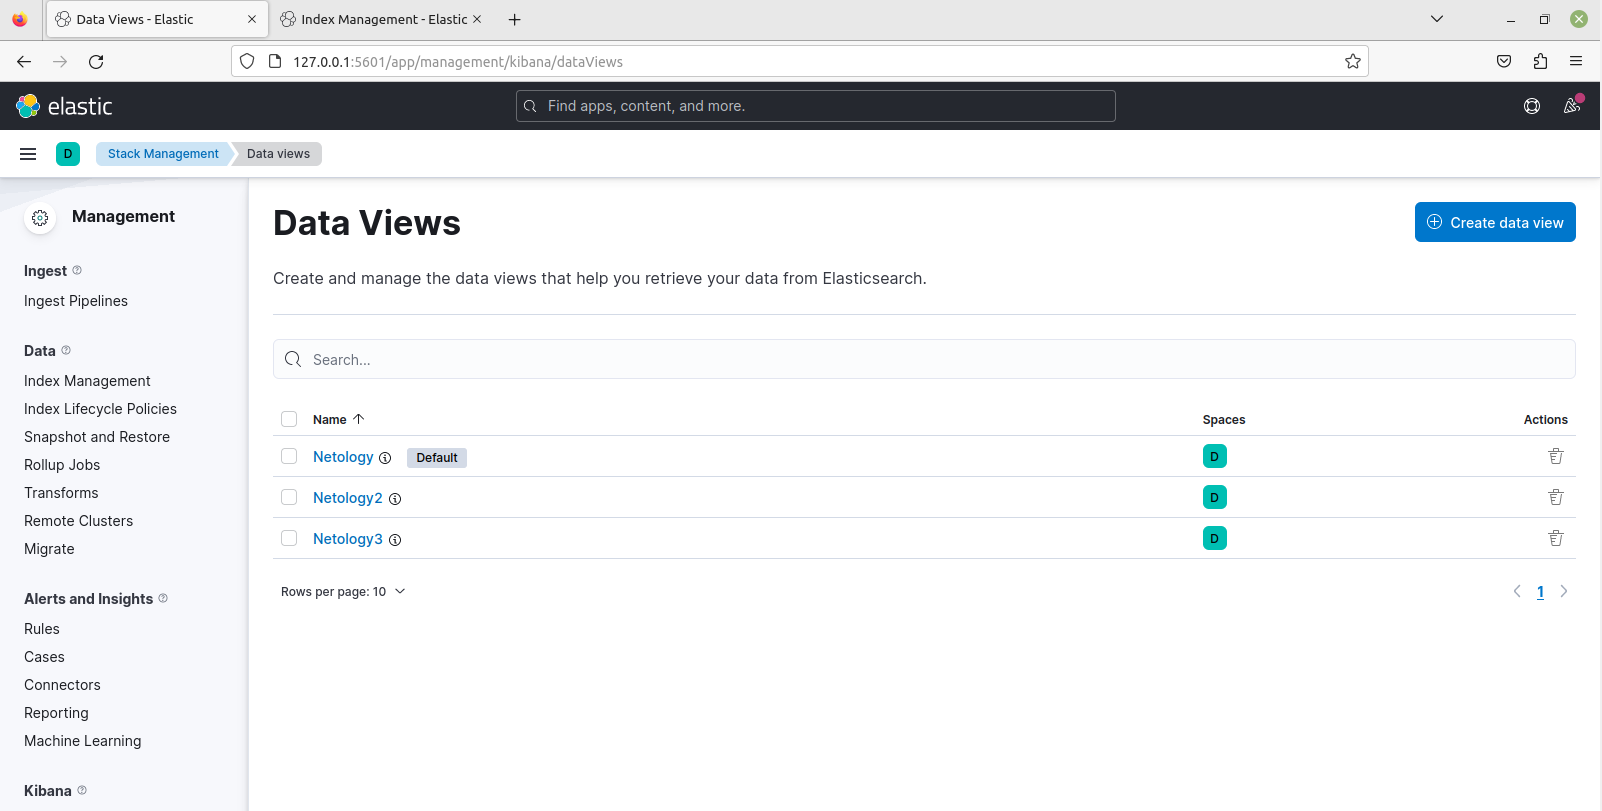 Data Views - Elastic
Index Management - Elastic
127.0.0.1:5601/app/management/kibana/dataViews
elastic
Find apps, content, and more.
D
Stack Management
Data views
Management
Ingest
Ingest Pipelines
Data
Index Management
Index Lifecycle Policies
Snapshot and Restore
Rollup Jobs
Transforms
Remote Clusters
Migrate
Alerts and Insights
Rules
Cases
Connectors
Reporting
Machine Learning
Kibana
Data Views
Create data view
Create and manage the data views that help you retrieve your data from Elasticsearch.
Search...
Name Spaces Actions
Netology Default D
Netology2 D
Netology3 D
Rows per page: 10
1